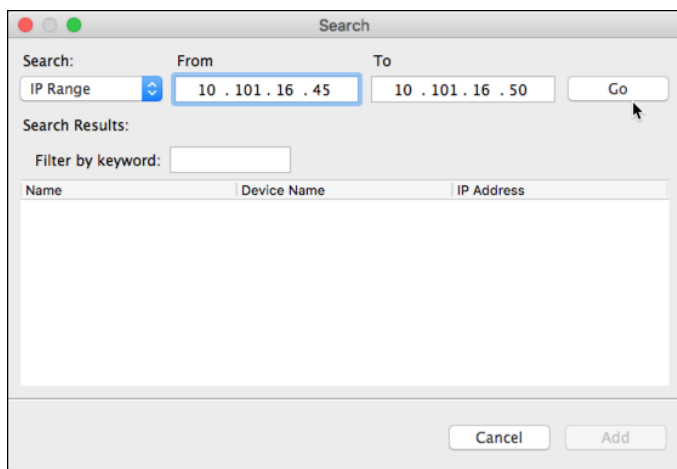 Search
Search: From To
IP Range 10 . 101 . 16 . 45 10 . 101 . 16 . 50 Go
Search Results:
Filter by keyword:
Name Device Name IP Address
Cancel Add